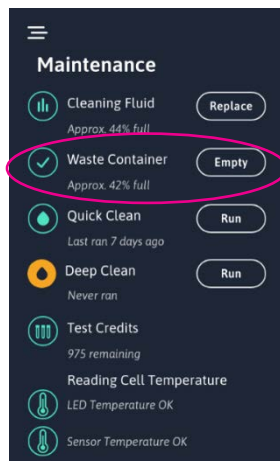 Maintenance
Cleaning Fluid Replace
Approx. 44% full
Waste Container Empty
Approx. 42% full
Quick Clean Run
Last ran 7 days ago
Deep Clean Run
Never ran
Test Credits
975 remaining
Reading Cell Temperature
LED Temperature OK
Sensor Temperature OK